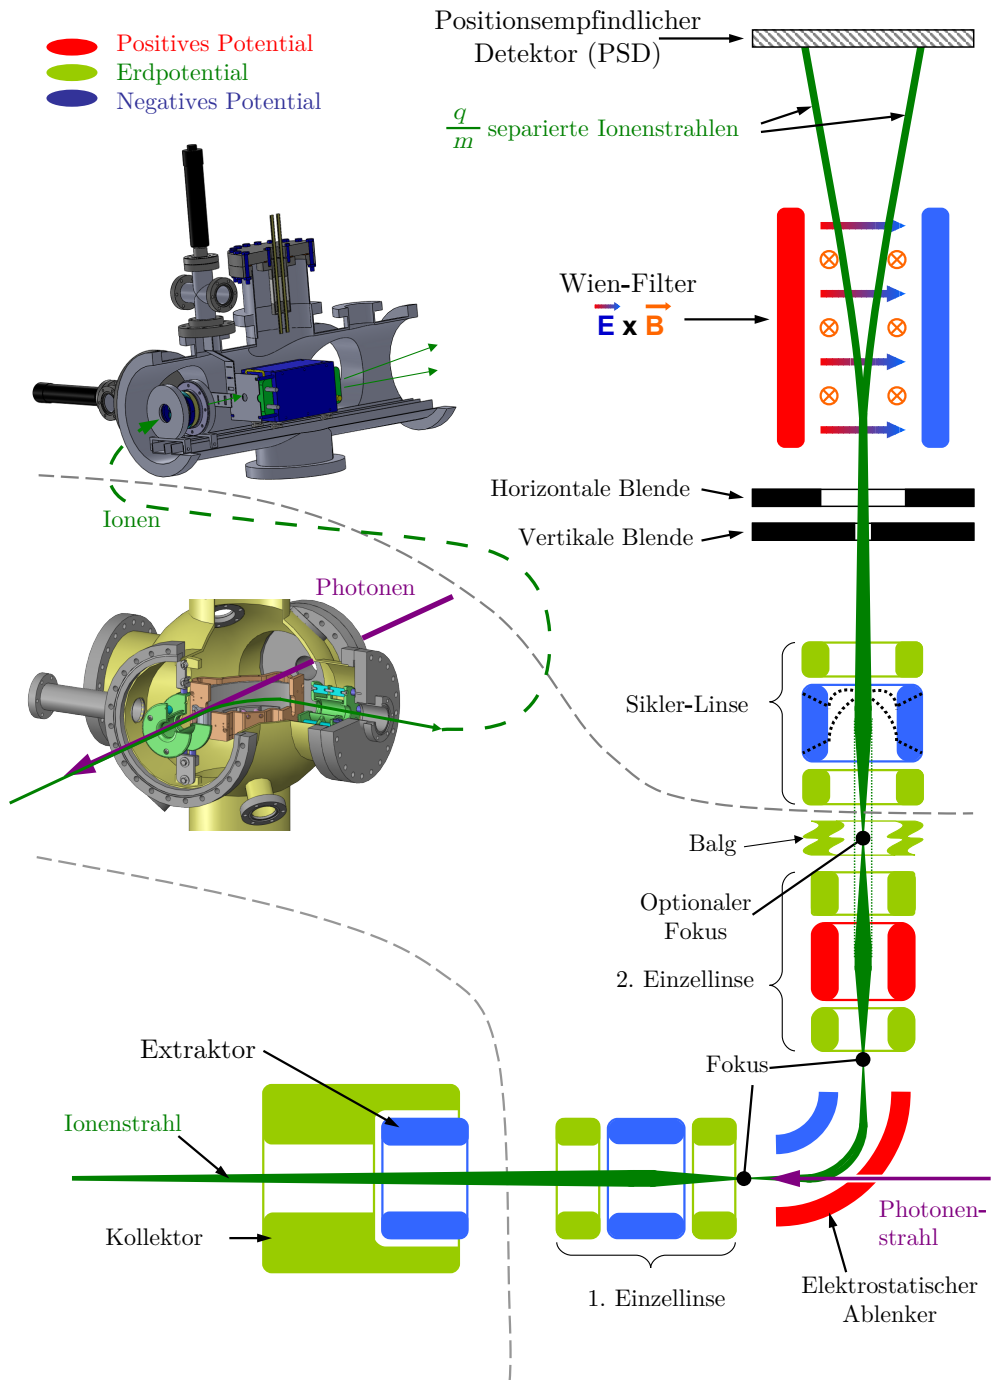 Positionsempfindlicher
Detektor (PSD)
Positives Potential
Erdpotential
Negatives Potential
q/m separierte Ionenstrahlen
Wien-Filter
E x B
Horizontale Blende
Vertikale Blende
Ionen
Photonen
Sikler-Linse
Balg
Optionaler
Fokus
2. Einzellinse
Fokus
Extraktor
Ionenstrahl
Kollektor
Photonen-
strahl
Elektrostatischer
Ablenker
1. Einzellinse